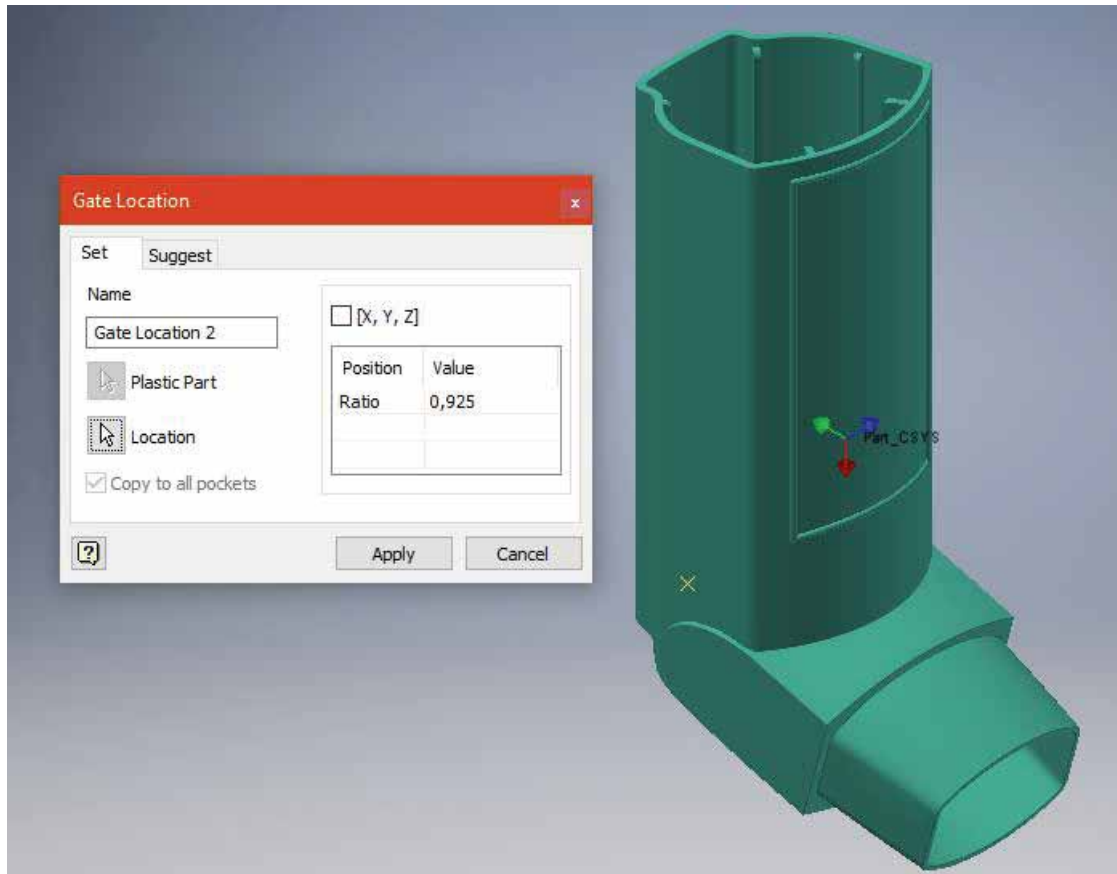 Gate Location
x
Set
Suggest
Name
Gate Location 2
Plastic Part
Location
Copy to all pockets
[X, Y, Z]
Position Value
Ratio 0,925
?
Apply
Cancel
Part_CSYS